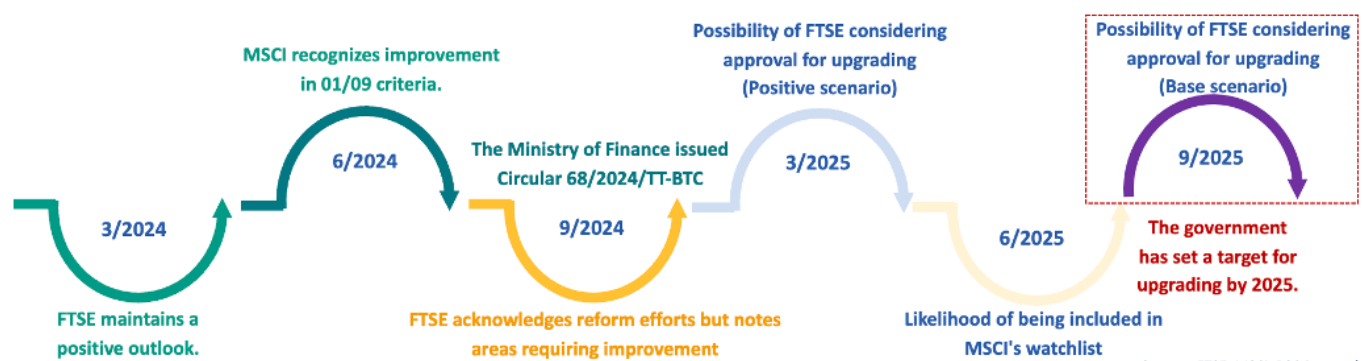 MSCI recognizes improvement
in 01/09 criteria.
Possibility of FTSE considering
approval for upgrading
(Positive scenario)
Possibility of FTSE considering
approval for upgrading
(Base scenario)
6/2024
The Ministry of Finance issued
Circular 68/2024/TT-BTC
3/2025
9/2025
3/2024
9/2024
6/2025
The government
has set a target for
upgrading by 2025.
FTSE maintains a
positive outlook.
FTSE acknowledges reform efforts but notes
areas requiring improvement
Likelihood of being included in
MSCI's watchlist